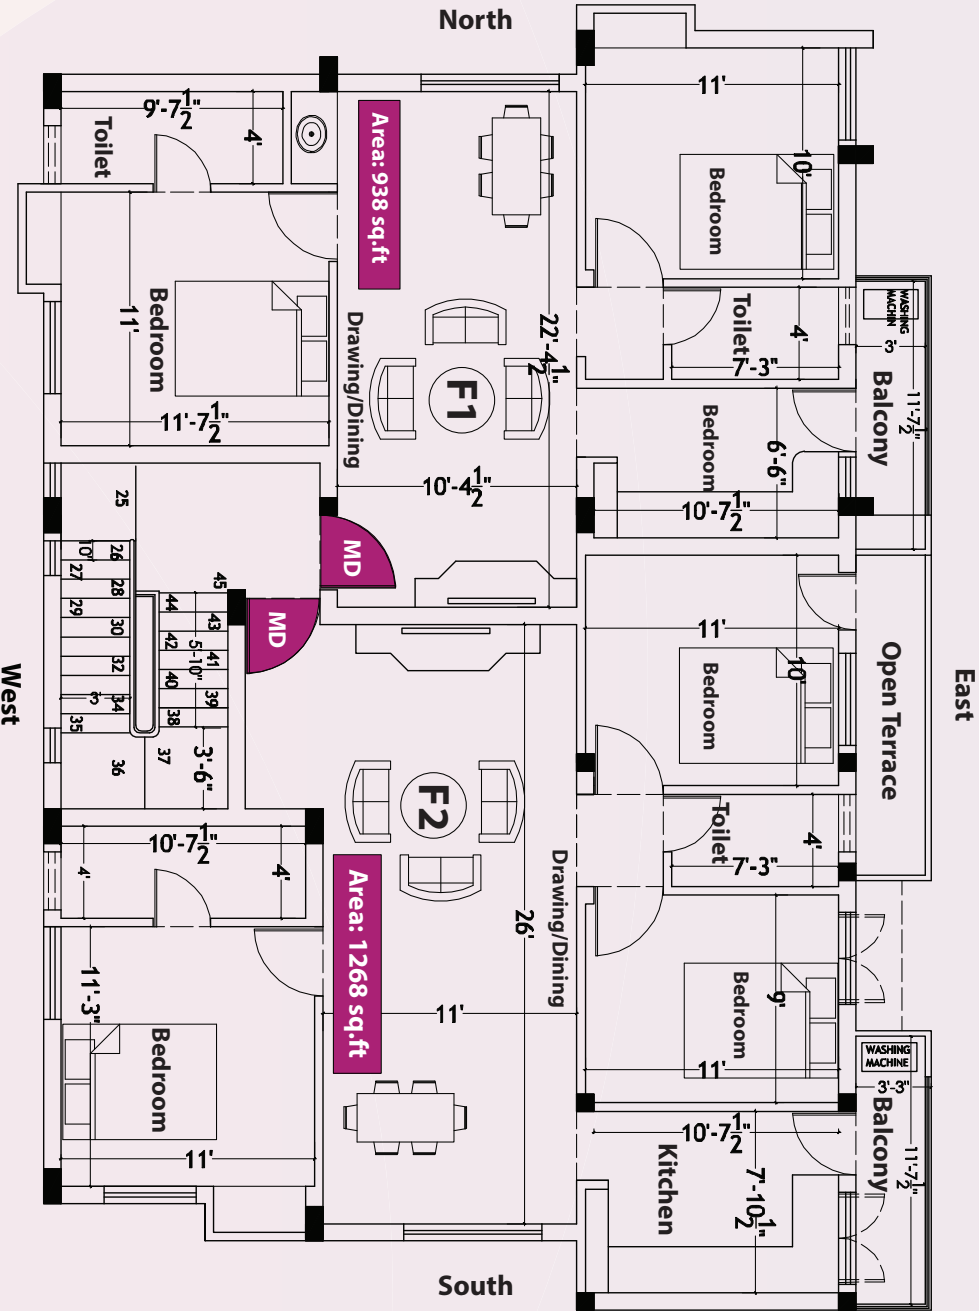 North
11'
9'-7½"
4'
Toilet
Area: 938 sq.ft
10'
Bedroom
WASHING
MACHIN
3'
11'
Bedroom
11'-7½"
Drawing/Dining
22'-4½"
F1
Toilet
4'
7'-3"
Balcony
11'-7½"
Bedroom
6'-6"
10'-7½"
10'-4½"
MD
MD
25
10"
26
27
28
29
30
32
34
35
36
37
38
39
40
41
42
43
44
45
5'-10"
3'
3'-6"
West
11'
10'
Bedroom
Open Terrace
East
F2
Toilet
4'
7'-3"
10'-7½"
4'
4'
Area: 1268 sq.ft
Drawing/Dining
26'
11'
11'-3"
Bedroom
11'
Bedroom
9'
11'
WASHING
MACHINE
3'-3"
Balcony
11'-7½"
10'-7½"
Kitchen
7'-10½"
South